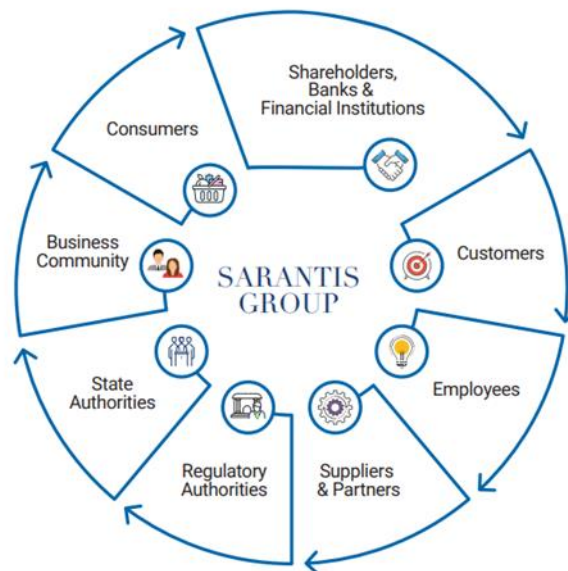 Shareholders,
Banks &
Financial Institutions
Customers
Employees
Suppliers
& Partners
Regulatory
Authorities
State
Authorities
Business
Community
Consumers
SARANTIS
GROUP